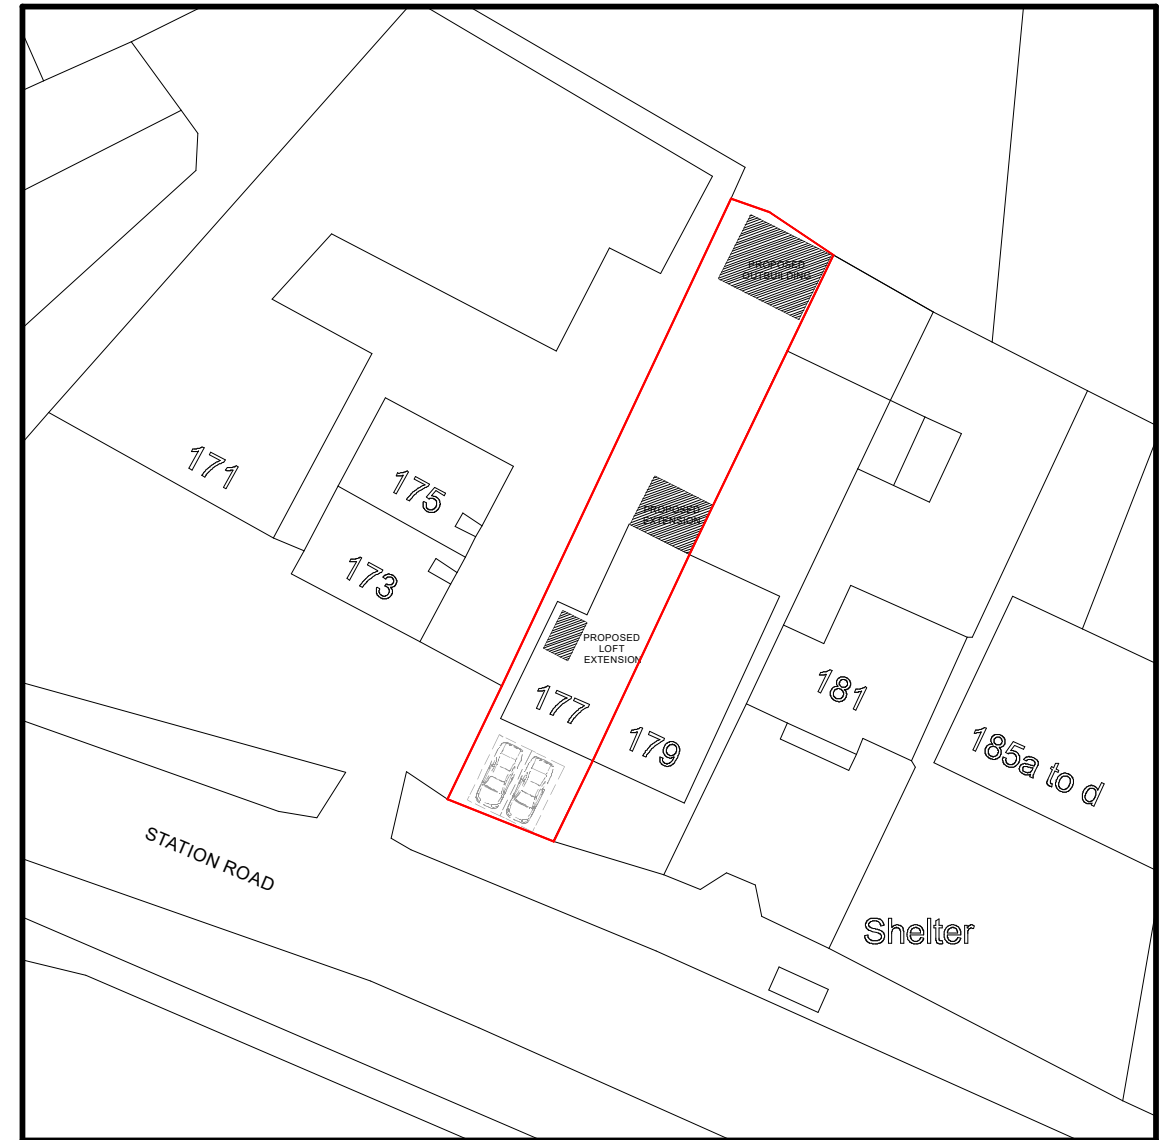 PROPOSED
OUTBUILDING
171
175
PROPOSED
EXTENSION
173
PROPOSED
LOFT
EXTENSION
177
179
181
185a to d
STATION ROAD
Shelter